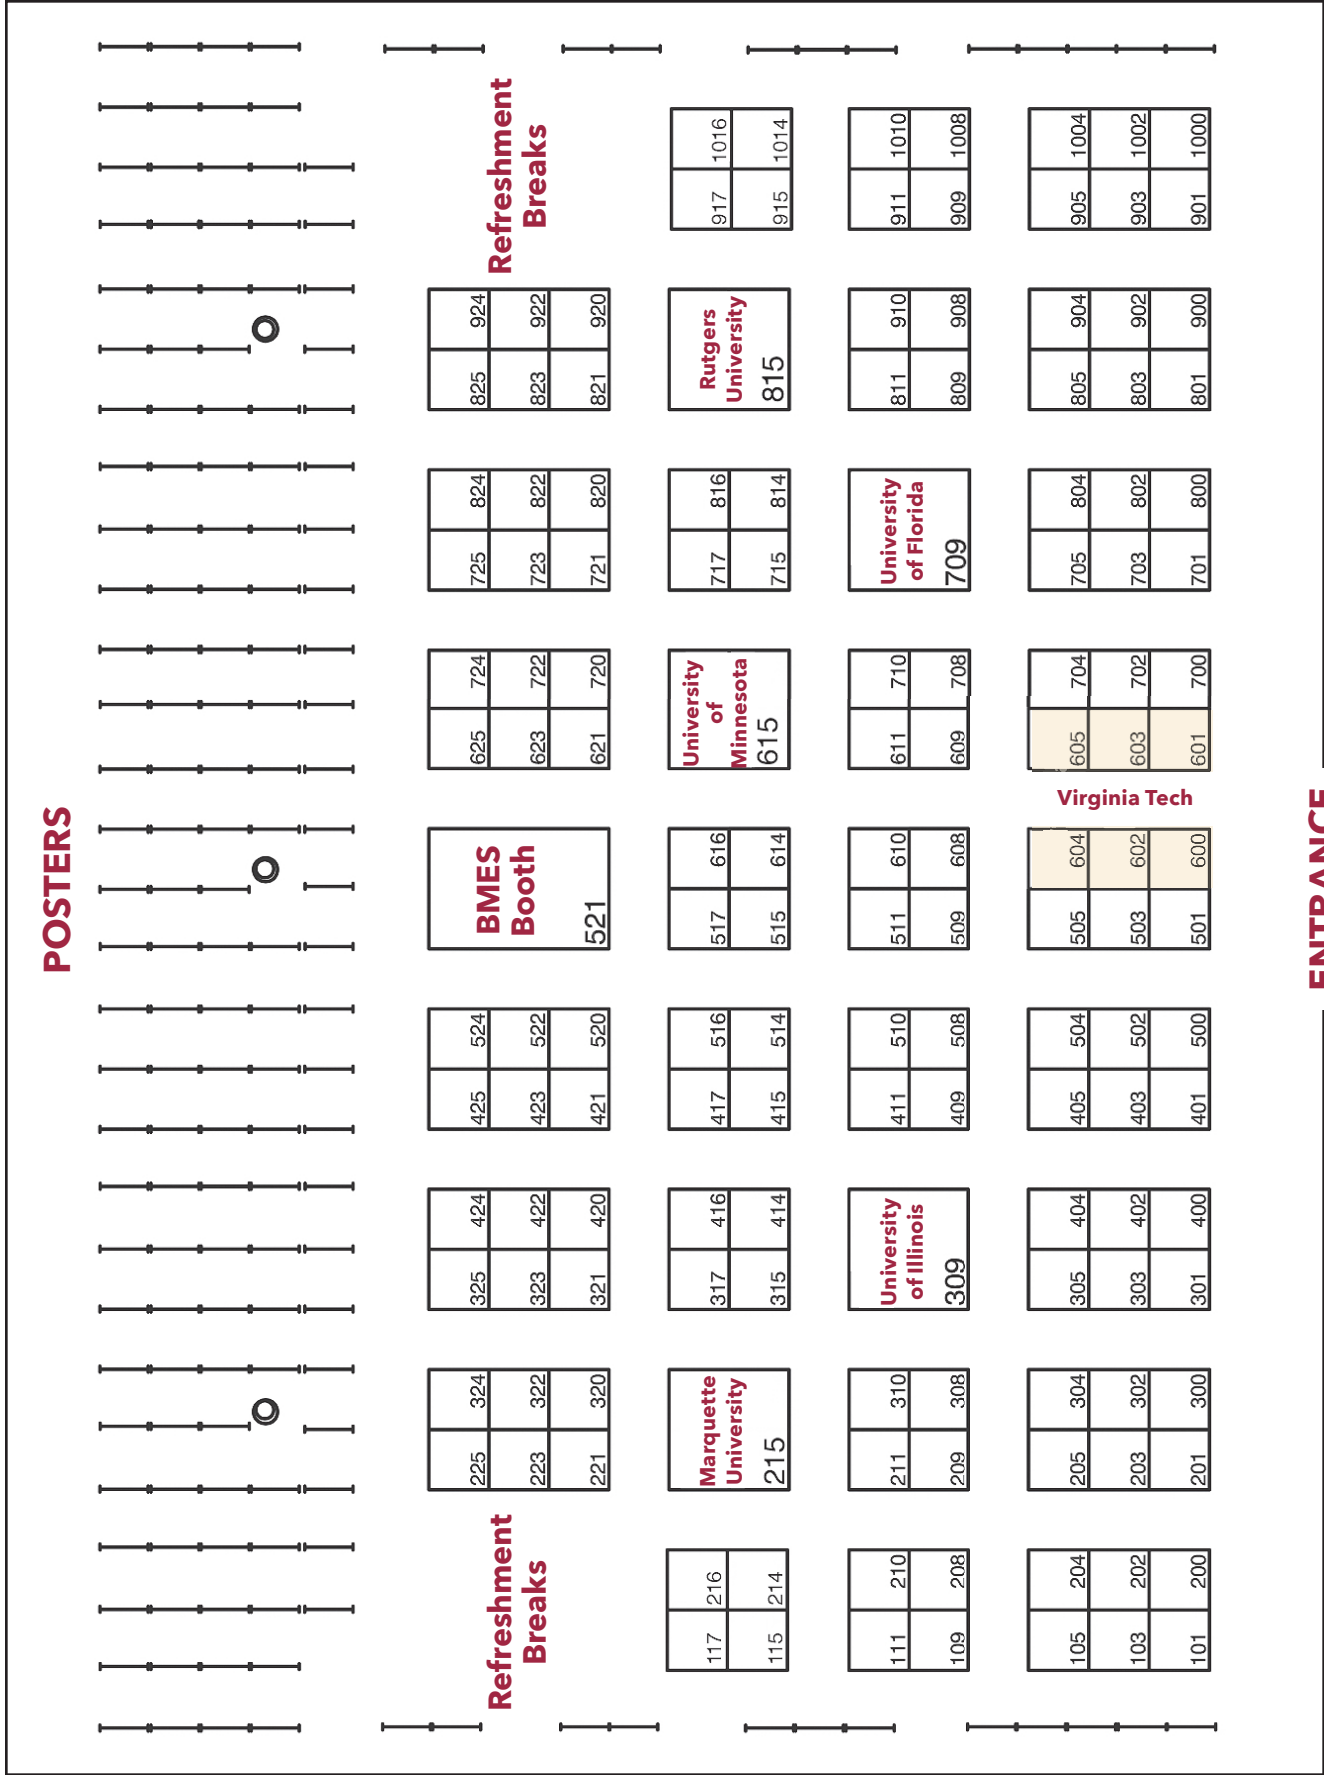 Refreshment
Breaks
1016 1014
917 915
1010 1008
911 909
1004 1002 1000
905 903 901
924 922 920
825 823 821
Rutgers
University
815
910 908
811 809
904 902 900
805 803 801
824 822 820
725 723 721
816 814
717 715
University
of Florida
709
804 802 800
705 703 701
724 722 720
625 623 621
University
of
Minnesota
615
710 708
611 609
704 702 700
605 603 601
Virginia Tech
POSTERS
BMES
Booth
521
616 614
517 515
610 608
511 509
604 602 600
505 503 501
ENTRANCE
524 522 520
425 423 421
516 514
417 415
510 508
411 409
504 502 500
405 403 401
424 422 420
325 323 321
416 414
317 315
University
of Illinois
309
404 402 400
305 303 301
324 322 320
225 223 221
Marquette
University
215
310 308
211 209
304 302 300
205 203 201
Refreshment
Breaks
216 214
117 115
210 208
111 109
204 202 200
105 103 101